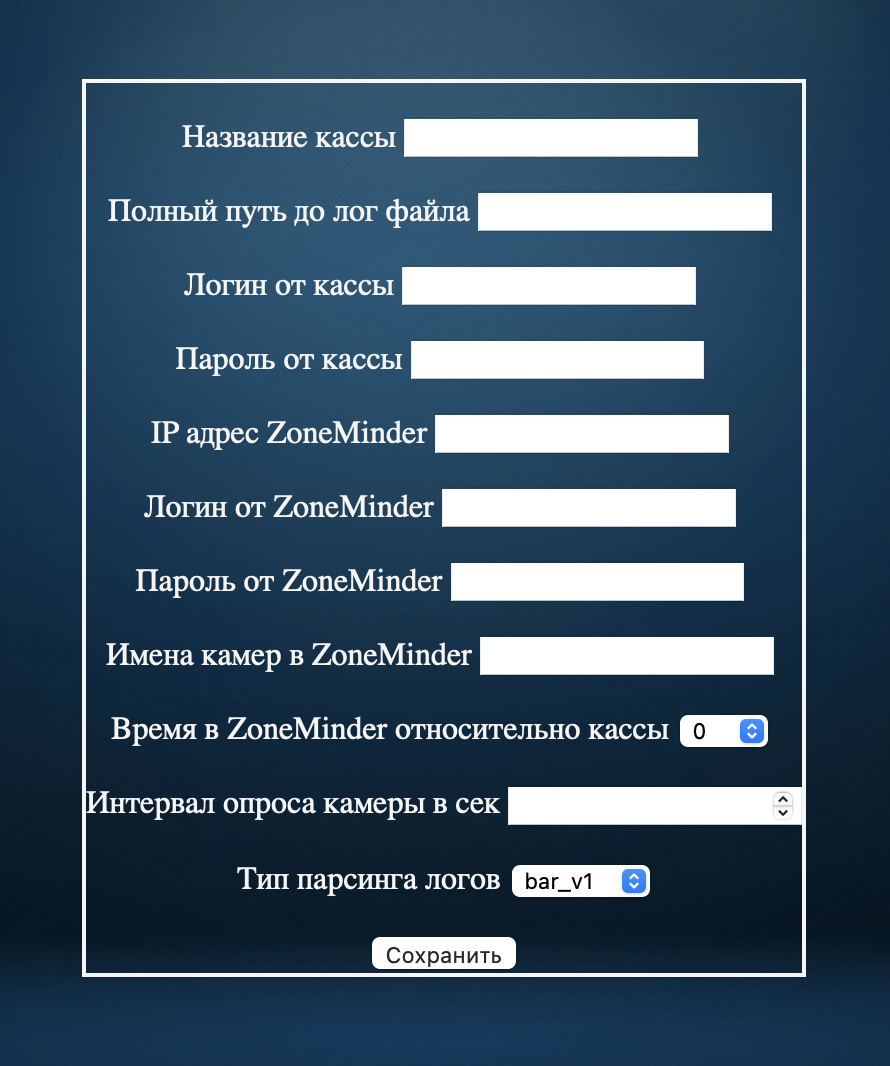 Название кассы
Полный путь до лог файла
Логин от кассы
Пароль от кассы
IP адрес ZoneMinder
Логин от ZoneMinder
Пароль от ZoneMinder
Имена камер в ZoneMinder
Время в ZoneMinder относительно кассы 0
Интервал опроса камеры в сек
Тип парсинга логов bar_v1
Сохранить